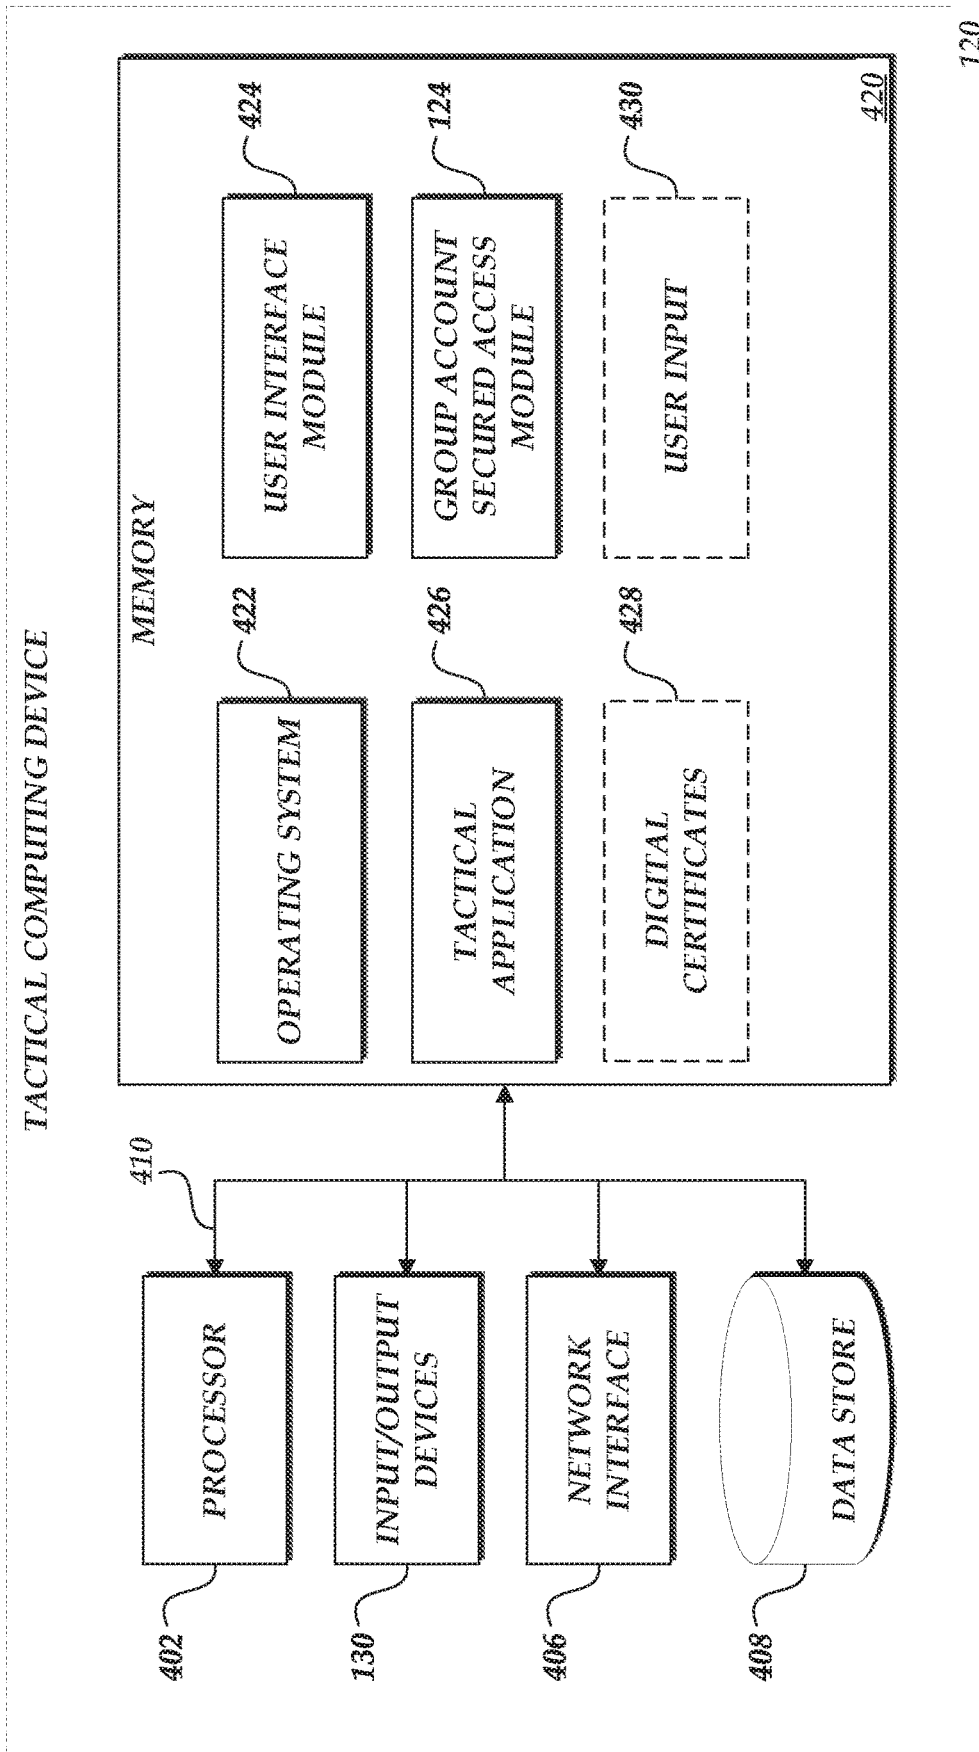 TACTICAL COMPUTING DEVICE
402
PROCESSOR
410
130
INPUT/OUTPUT
DEVICES
406
NETWORK
INTERFACE
408
DATA STORE
MEMORY
422
OPERATING SYSTEM
424
USER INTERFACE
MODULE
426
TACTICAL
APPLICATION
124
GROUP ACCOUNT
SECURED ACCESS
MODULE
428
DIGITAL
CERTIFICATES
430
USER INPUT
420
120